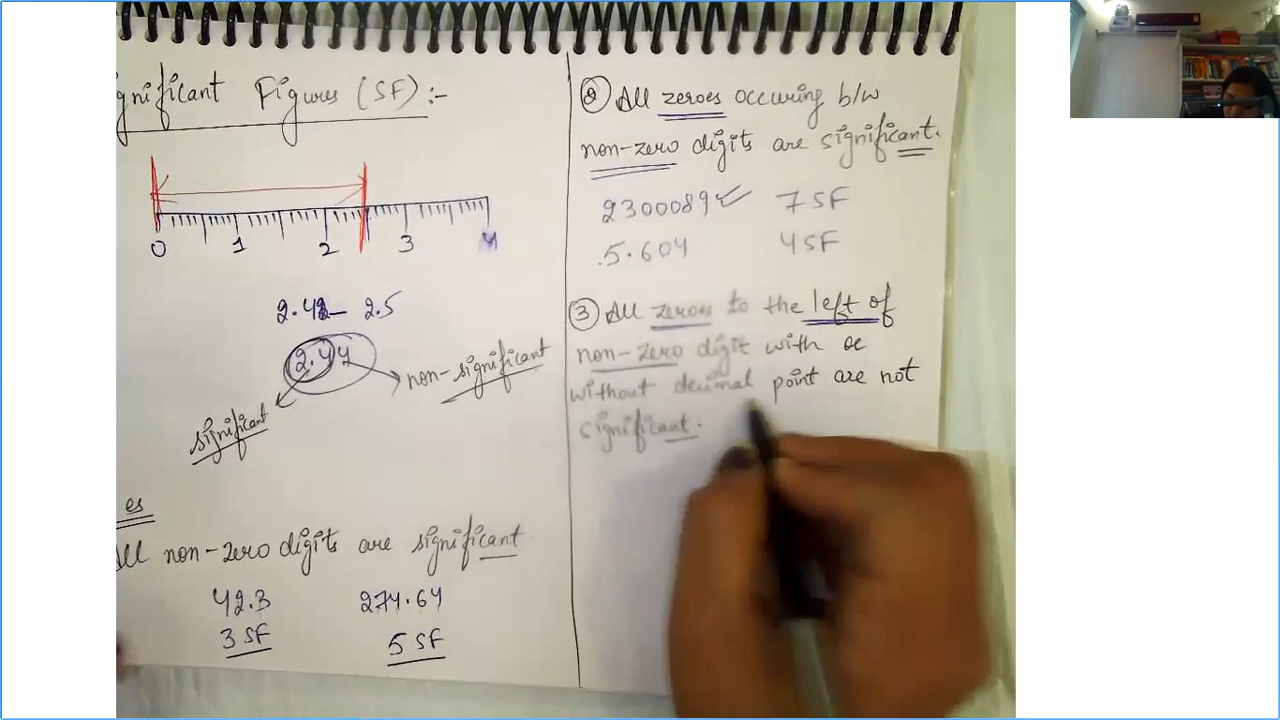 gnificant Figures (SF) :-
0 1 2 3 4
2.42 - 2.5
2.44
non-significant
significant
es
All non-zero digits are significant
42.3 274.64
3 SF 5 SF
② All zeroes occuring b/w
non-zero digits are significant.
2300089 ✓ 7 SF
5.604 4 SF
③ All zeroes to the left of
non-zero digit with or
without decimal point are not
significant.